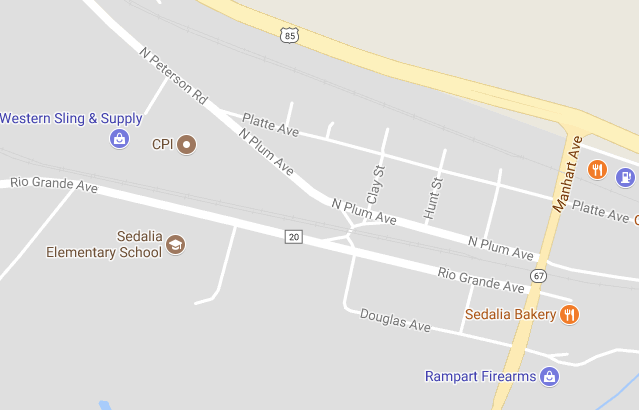 85
N Peterson Rd
Western Sling & Supply
Platte Ave
CPI
N Plum Ave
Manhart Ave
Rio Grande Ave
Clay St
Hunt St
N Plum Ave
Platte Ave
Sedalia
Elementary School
20
N Plum Ave
67
Rio Grande Ave
Sedalia Bakery
Douglas Ave
Rampart Firearms